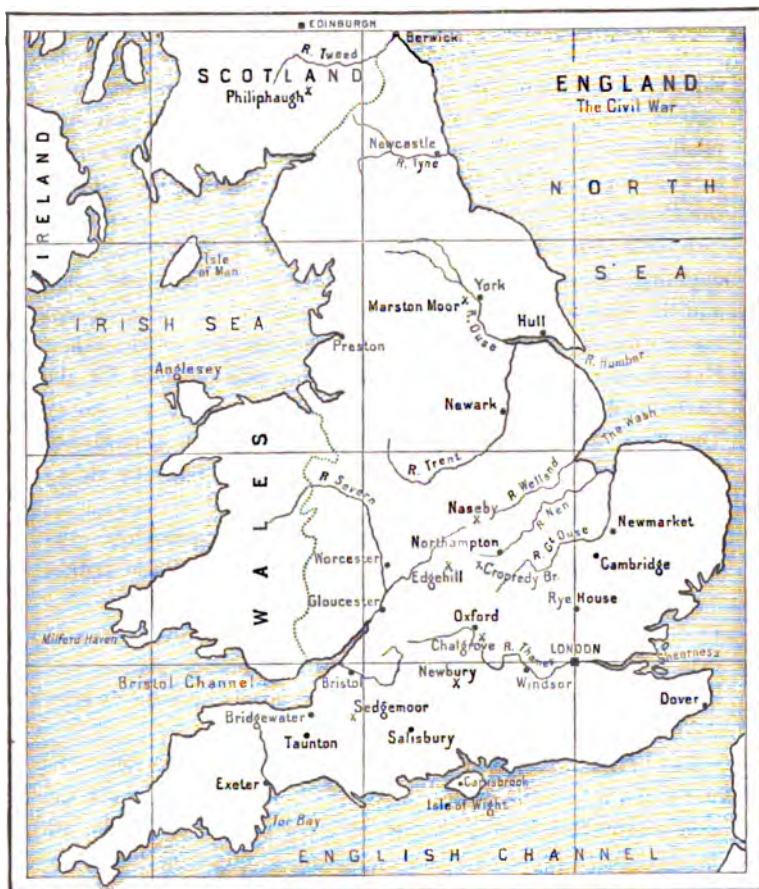 EDINBURGH
Berwick
R. Tweed
SCOTLAND
Philiphaugh
ENGLAND
The Civil War
IRELAND
Newcastle
R. Tyne
NORTH
SEA
Isle
of Man
York
Marston Moor
R. Ouse
Hull
IRISH SEA
Preston
R. Humber
Anglesey
Newark
The Wash
WALES
R. Trent
R. Severn
R. Welland
Naseby
R. Nen
Northampton
R. Gt. Ouse
Newmarket
Worcester
Edgehill
Cropredy Br.
Cambridge
Gloucester
Rye House
Oxford
Milford Haven
Chalgrove
R. Thames
LONDON
Sheerness
Bristol Channel
Bristol
Newbury
Windsor
Bridgewater
Sedgemoor
Dover
Taunton
Salisbury
Exeter
Carisbrook
Isle of Wight
Tor Bay
ENGLISH CHANNEL